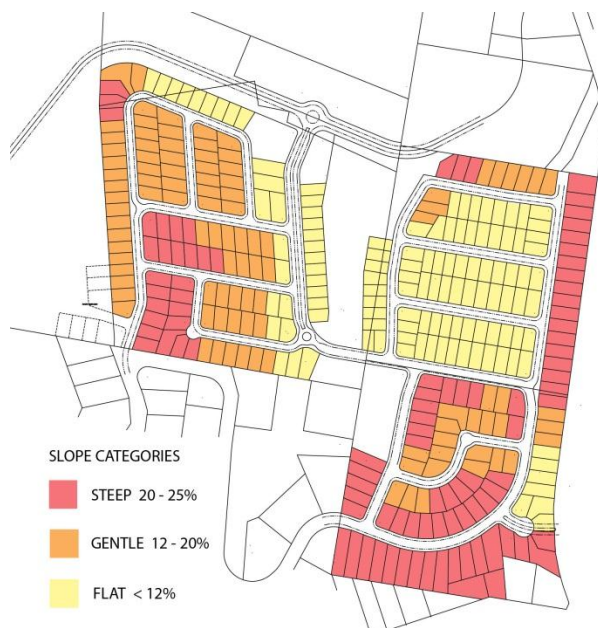 SLOPE CATEGORIES
STEEP 20 - 25%
GENTLE 12 - 20%
FLAT < 12%